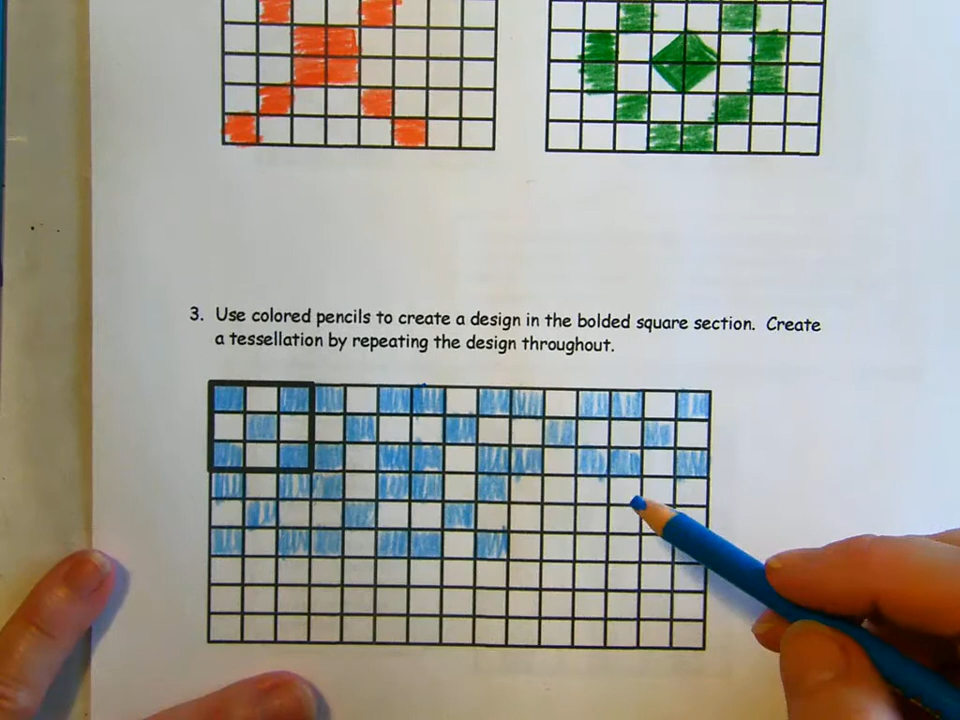 3. Use colored pencils to create a design in the bolded square section. Create
a tessellation by repeating the design throughout.